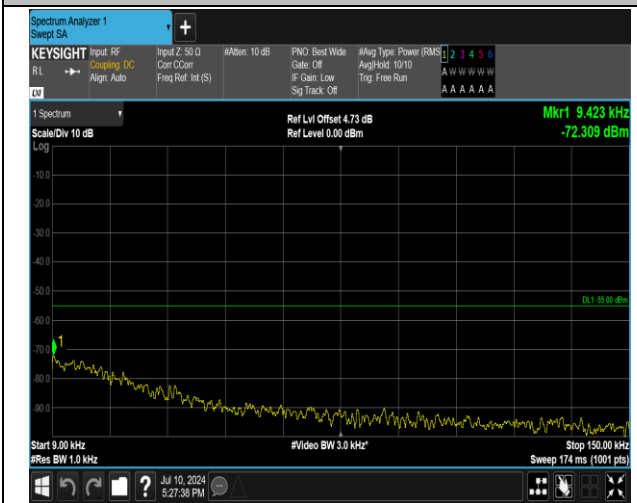 Spectrum Analyzer 1
Swept SA
+
KEYSIGHT
RL
LXI
Input: RF
Coupling: DC
Align: Auto
Input Z: 50 Ω
Corr CCorr
Freq Ref: Int (S)
#Atten: 10 dB
PNO: Best Wide
Gate: Off
IF Gain: Low
Sig Track: Off
#Avg Type: Power (RMS
Avg|Hold: 10/10
Trig: Free Run
1 2 3 4 5 6
A W W W W W
A A A A A A
1 Spectrum
Scale/Div 10 dB
Log
Ref Lvl Offset 4.73 dB
Ref Level 0.00 dBm
Mkr1 9.423 kHz
-72.309 dBm
-10.0
-20.0
-30.0
-40.0
-50.0
DL1 -55.00 dBm
-60.0
1
-70.0
-80.0
-90.0
Start 9.00 kHz
#Res BW 1.0 kHz
#Video BW 3.0 kHz*
Stop 150.00 kHz
Sweep 174 ms (1001 pts)
?
Jul 10, 2024
5:27:38 PM